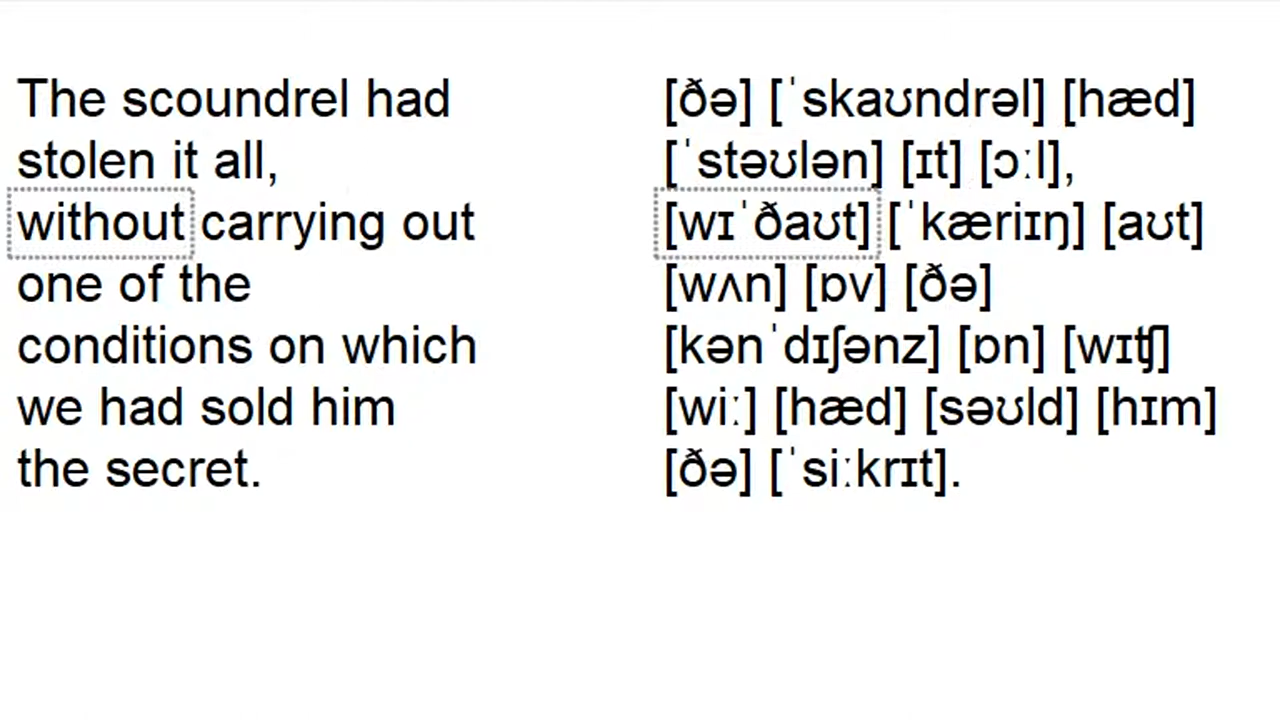 The scoundrel had
stolen it all,
without carrying out
one of the
conditions on which
we had sold him
the secret.
[ðə] [ˈskaʊndrəl] [hæd]
[ˈstəʊlən] [ɪt] [ɔːl],
[wɪˈðaʊt] [ˈkæriɪŋ] [aʊt]
[wʌn] [ɒv] [ðə]
[kənˈdɪʃənz] [ɒn] [wɪʧ]
[wiː] [hæd] [səʊld] [hɪm]
[ðə] [ˈsiːkrɪt].